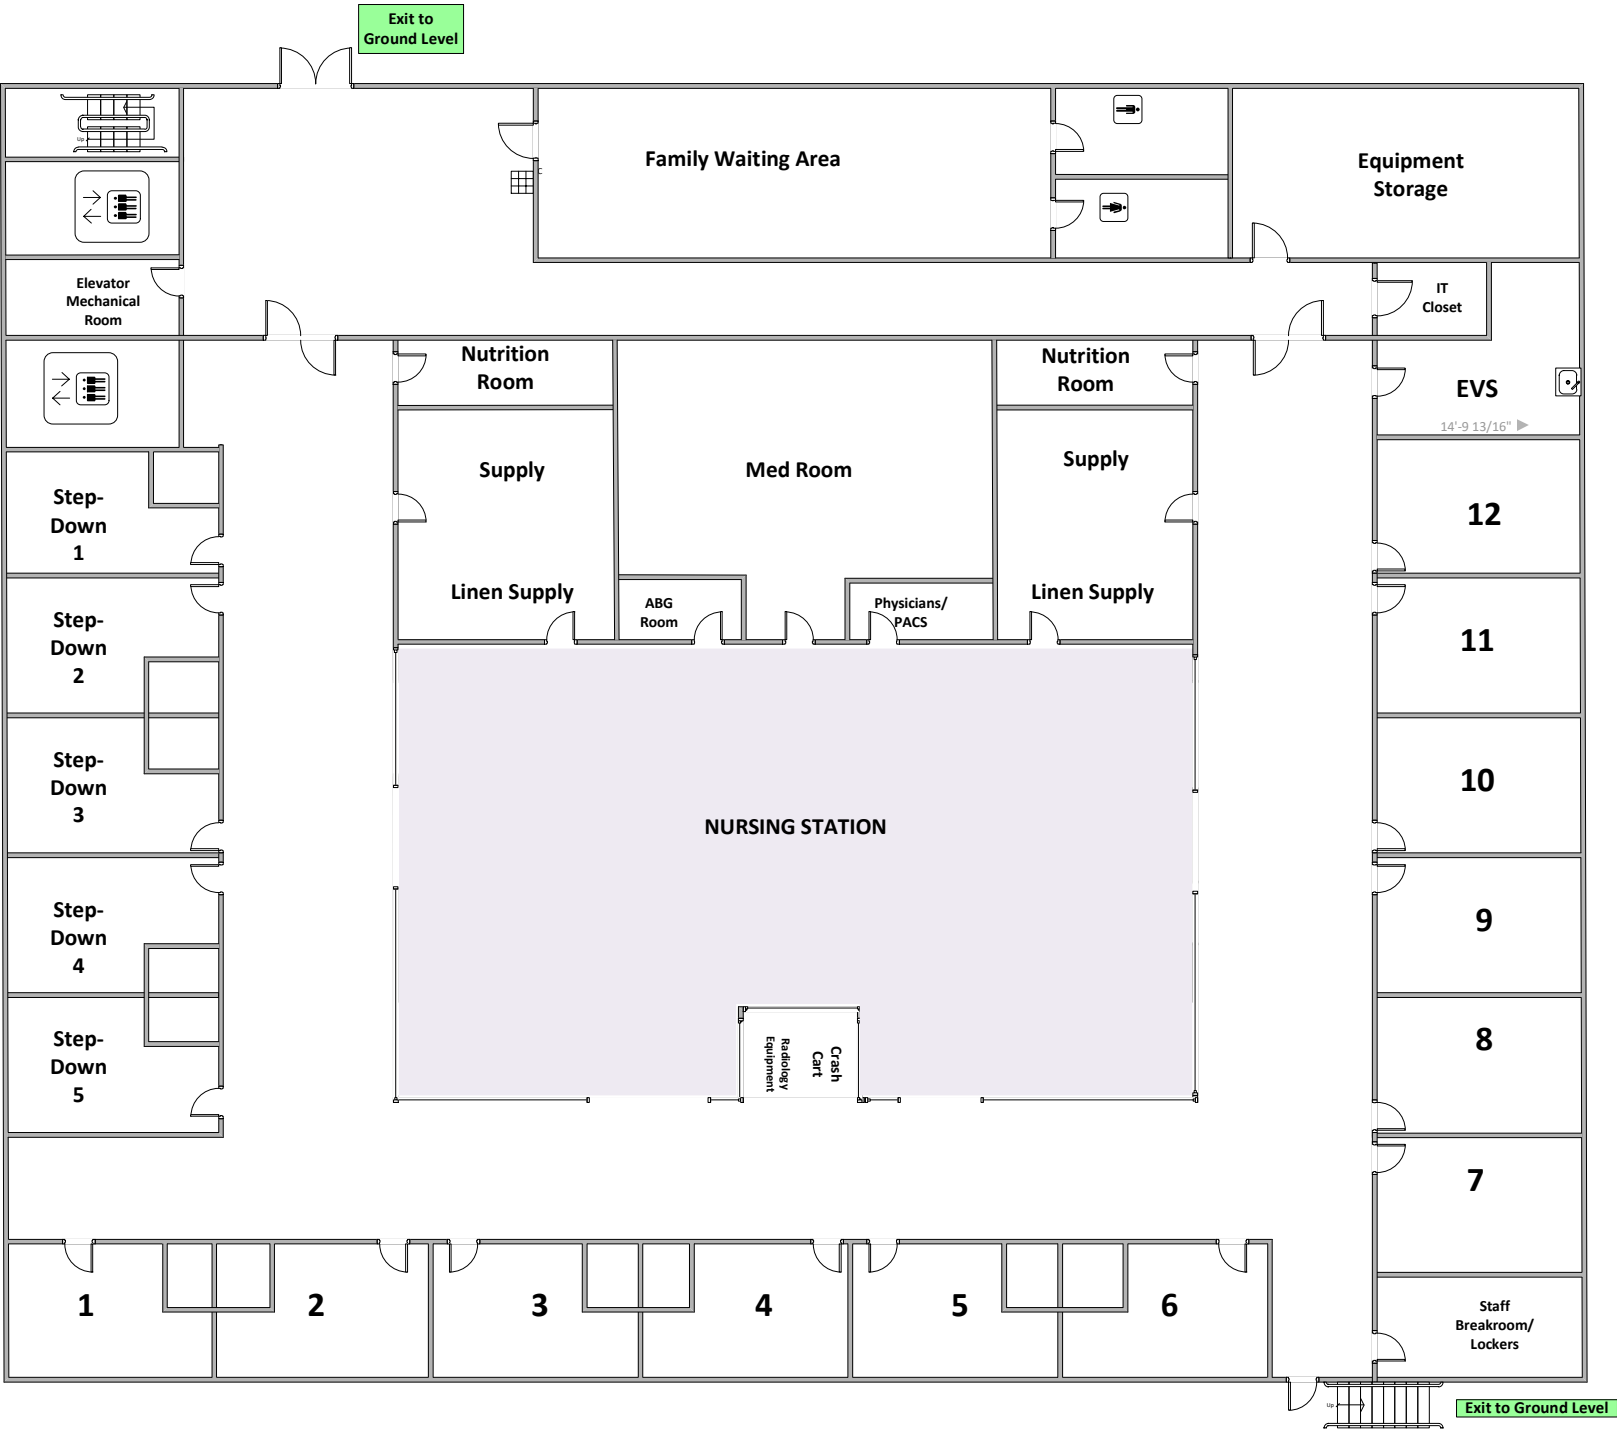 Exit to
Ground Level
Up
Family Waiting Area
Equipment
Storage
Elevator
Mechanical
Room
IT
Closet
Nutrition
Room
Nutrition
Room
EVS
14'-9 13/16"
Supply
Med Room
Supply
Step-
Down
1
12
Linen Supply
Linen Supply
ABG
Room
Physicians/
PACS
Step-
Down
2
11
Step-
Down
3
10
NURSING STATION
Step-
Down
4
9
Step-
Down
5
Radiology
Equipment
Crash
Cart
8
7
1
2
3
4
5
6
Staff
Breakroom/
Lockers
Up
Exit to Ground Level